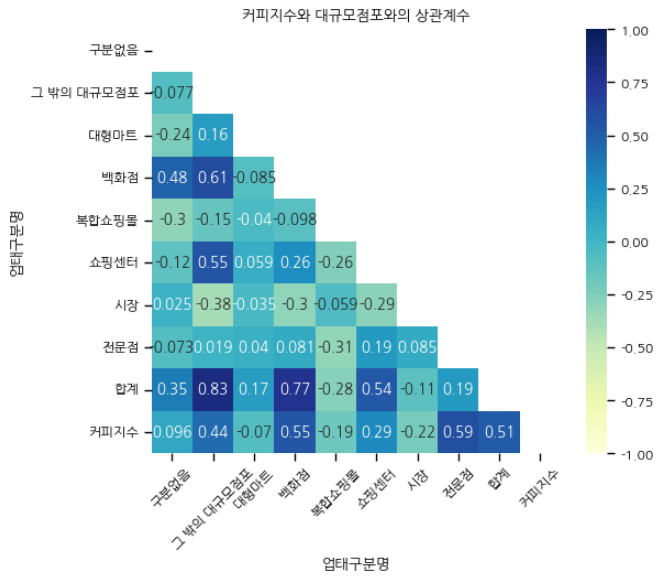 커피지수와 대규모점포와의 상관계수
구분없음
그 밖의 대규모점포 -0.077
대형마트 -0.24 0.16
백화점 0.48 0.61 -0.085
복합쇼핑몰 -0.3 -0.15 -0.04 -0.098
쇼핑센터 -0.12 0.55 0.059 0.26 -0.26
시장 0.025 -0.38 -0.035 -0.3 -0.059 -0.29
전문점 -0.073 0.019 0.04 0.081 -0.31 0.19 0.085
합계 0.35 0.83 0.17 0.77 -0.28 0.54 -0.11 0.19
커피지수 0.096 0.44 -0.07 0.55 -0.19 0.29 -0.22 0.59 0.51
업태구분명
구분없음 그 밖의 대규모점포 대형마트 백화점 복합쇼핑몰 쇼핑센터 시장 전문점 합계 커피지수
업태구분명
1.00
0.75
0.50
0.25
0.00
-0.25
-0.50
-0.75
-1.00